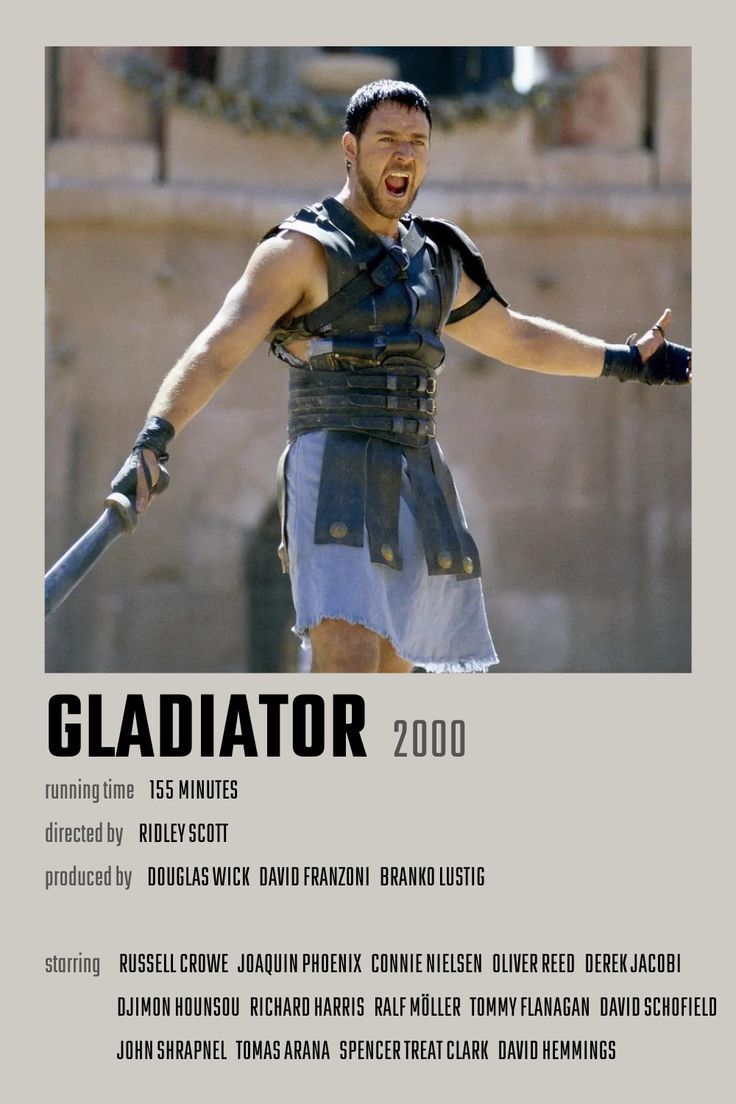 GLADIATOR 2000
running time 155 MINUTES
directed by RIDLEY SCOTT
produced by DOUGLAS WICK DAVID FRANZONI BRANKO LUSTIG
starring RUSSELL CROWE JOAQUIN PHOENIX CONNIE NIELSEN OLIVER REED DEREK JACOBI
DJIMON HOUNSOU RICHARD HARRIS RALF MÖLLER TOMMY FLANAGAN DAVID SCHOFIELD
JOHN SHRAPNEL TOMAS ARANA SPENCER TREAT CLARK DAVID HEMMINGS